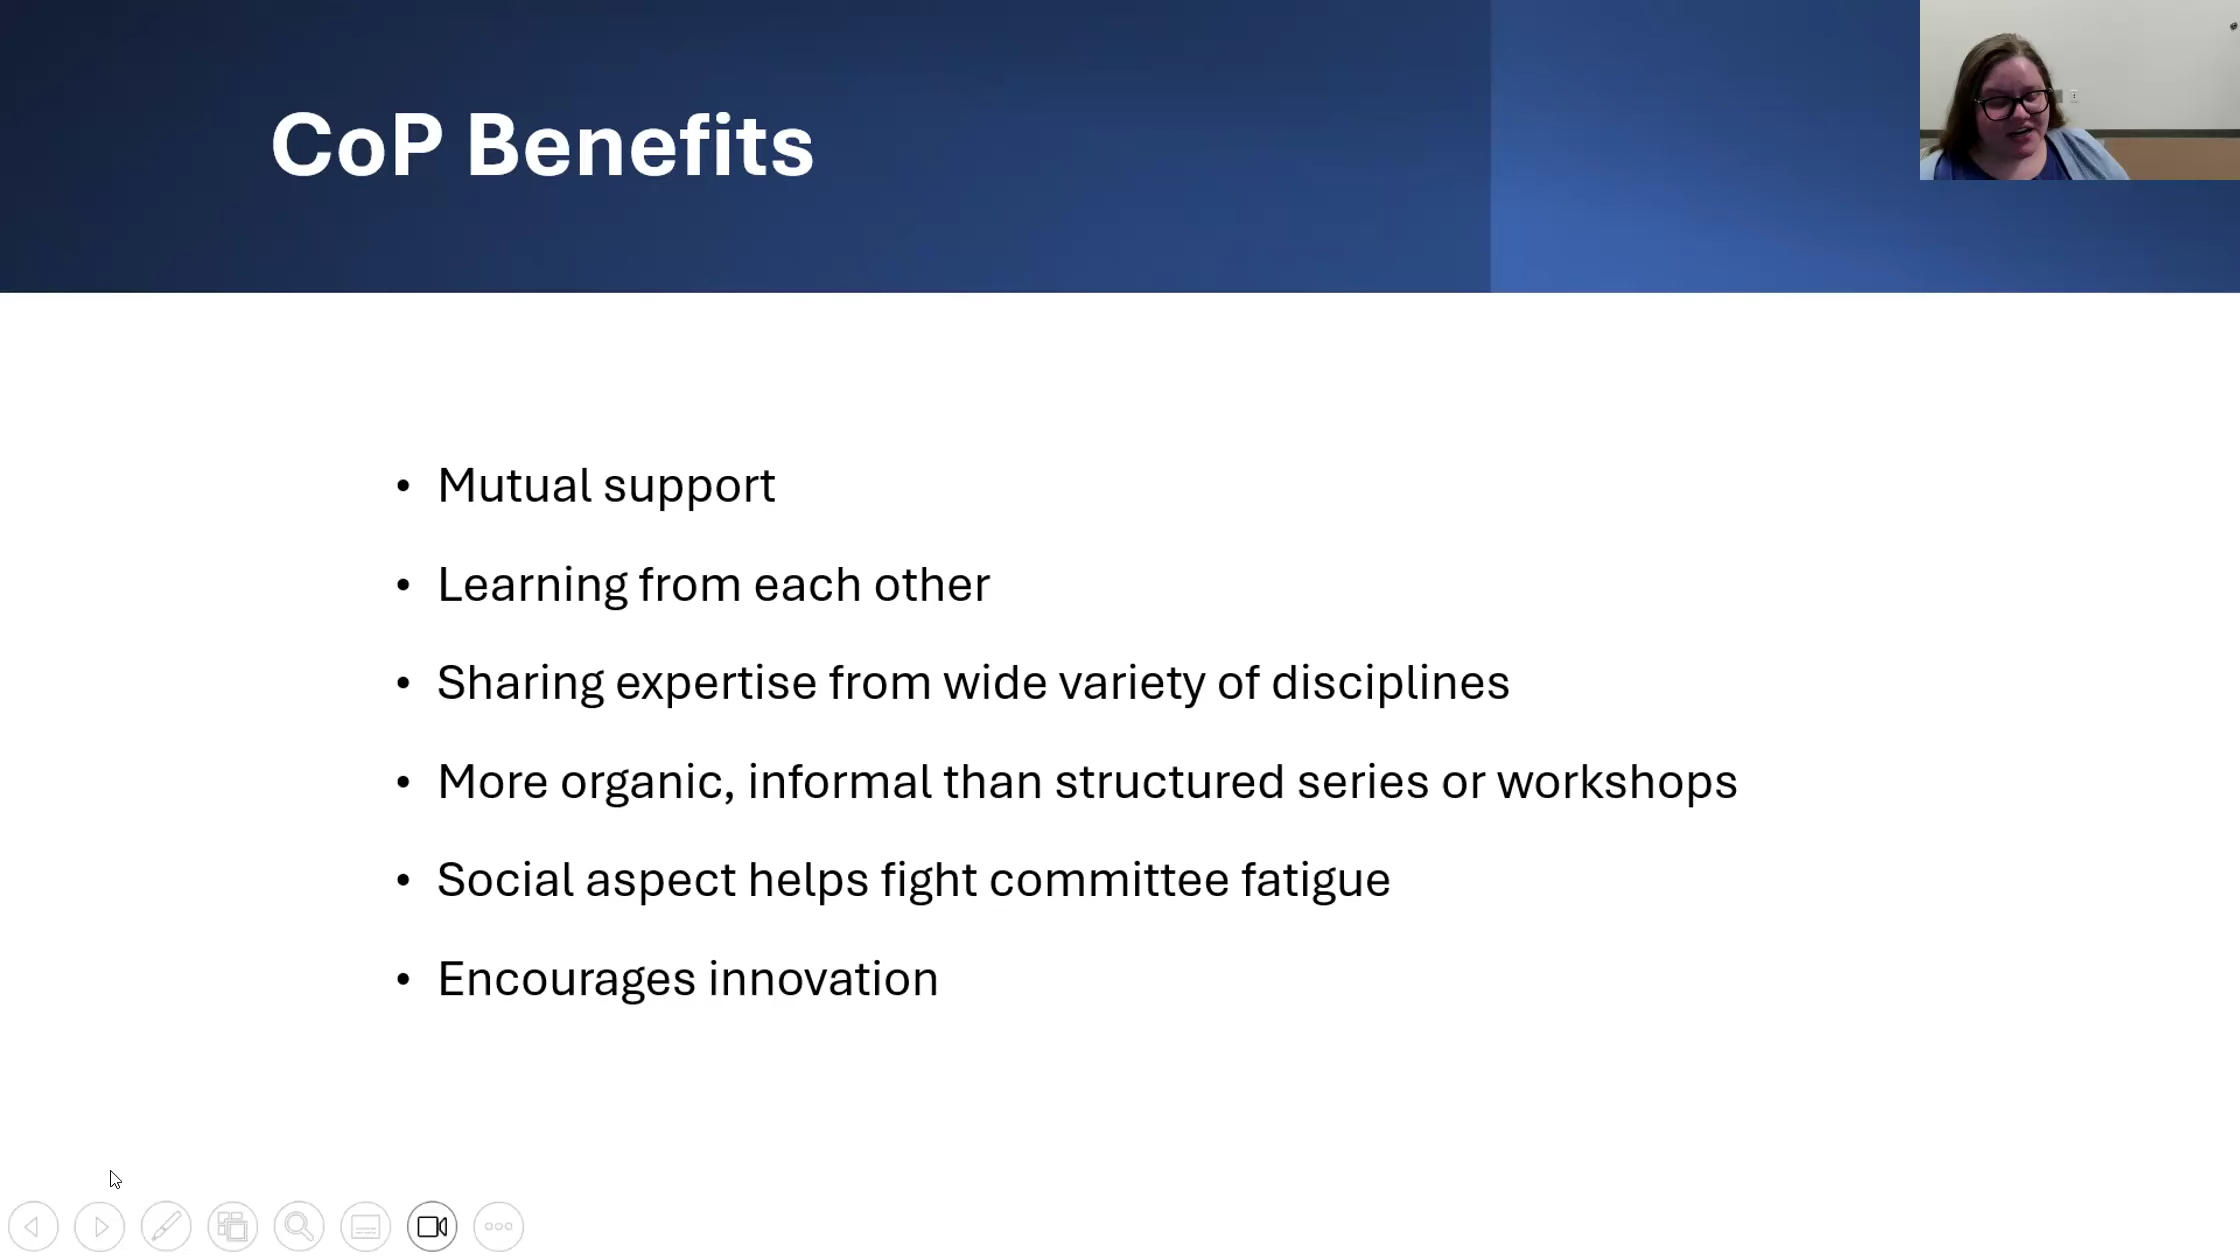 CoP Benefits
• Mutual support
• Learning from each other
• Sharing expertise from wide variety of disciplines
• More organic, informal than structured series or workshops
• Social aspect helps fight committee fatigue
• Encourages innovation